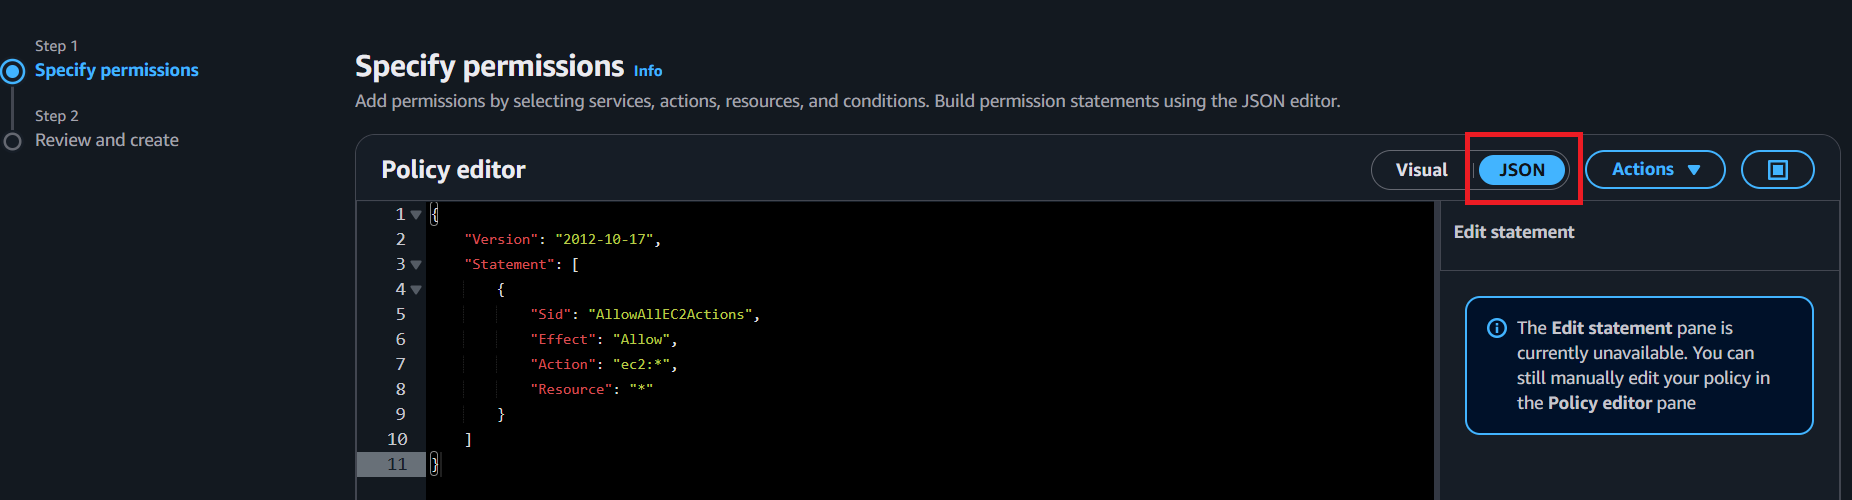 Step 1
Specify permissions
Step 2
Review and create
Specify permissions Info
Add permissions by selecting services, actions, resources, and conditions. Build permission statements using the JSON editor.
Policy editor
Visual
JSON
Actions
1 {
2 "Version": "2012-10-17",
3 "Statement": [
4 {
5 "Sid": "AllowAllEC2Actions",
6 "Effect": "Allow",
7 "Action": "ec2:*",
8 "Resource": "*"
9 }
10 ]
11 }
Edit statement
The Edit statement pane is
currently unavailable. You can
still manually edit your policy in
the Policy editor pane